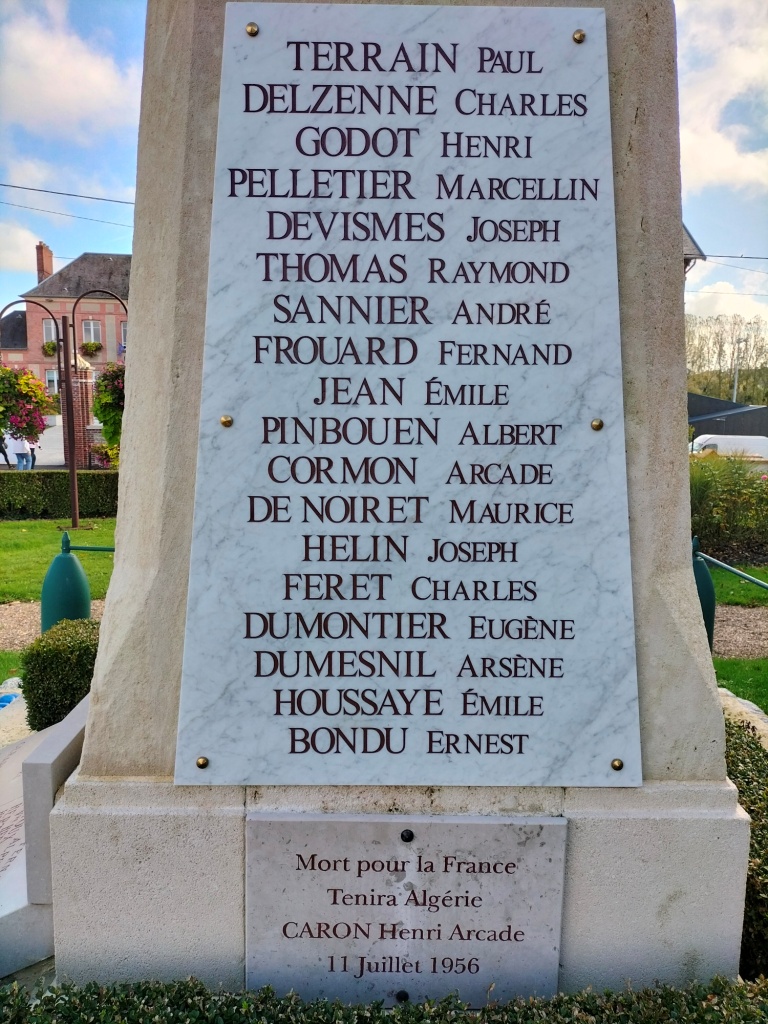 TERRAIN PAUL
DELZENNE CHARLES
GODOT HENRI
PELLETIER MARCELLIN
DEVISMES JOSEPH
THOMAS RAYMOND
SANNIER ANDRÉ
FROUARD FERNAND
JEAN ÉMILE
PINBOUEN ALBERT
CORMON ARCADE
DE NOIRET MAURICE
HELIN JOSEPH
FERET CHARLES
DUMONTIER EUGÈNE
DUMESNIL ARSÈNE
HOUSSAYE ÉMILE
BONDU ERNEST
Mort pour la France
Tenira Algérie
CARON Henri Arcade
11 Juillet 1956